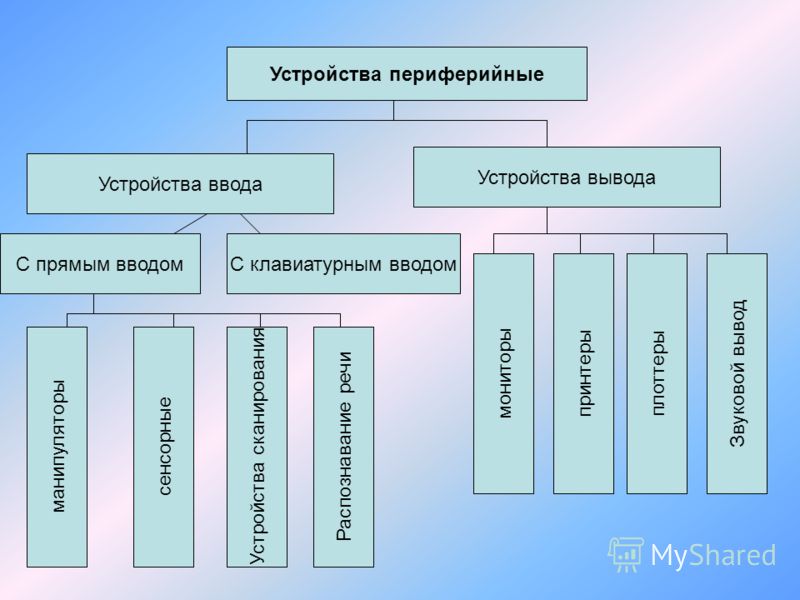 Устройства периферийные
Устройства ввода
Устройства вывода
С прямым вводом
С клавиатурным вводом
манипуляторы
сенсорные
Устройства сканирования
Распознавание речи
мониторы
принтеры
плоттеры
Звуковой вывод
MyShared